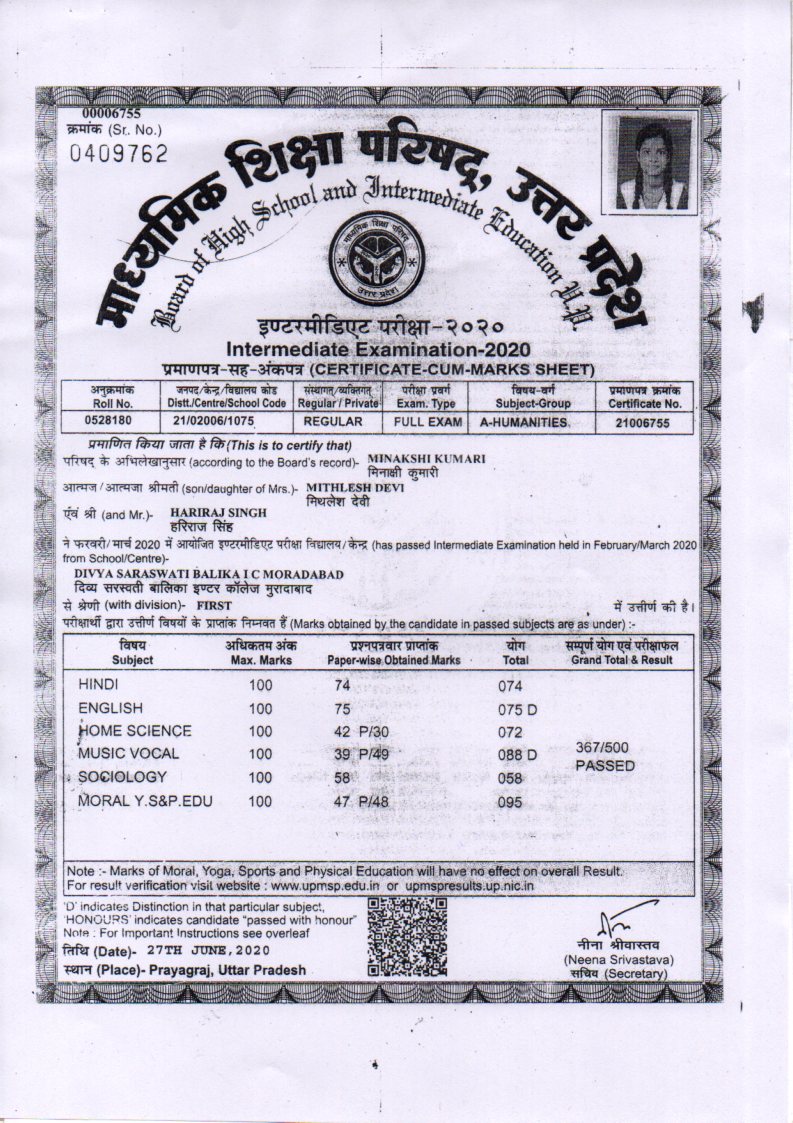 00006755
क्रमांक (Sr. No.)
0409762
माध्यमिक शिक्षा परिषद्, उत्तर प्रदेश
Board of High School and Intermediate Education U.P.
माध्यमिक शिक्षा परिषद्
उत्तर प्रदेश
इण्टरमीडिएट परीक्षा-२०२०
Intermediate Examination-2020
प्रमाणपत्र-सह-अंकपत्र (CERTIFICATE-CUM-MARKS SHEET)
अनुक्रमांक जनपद/केन्द्र/विद्यालय कोड संस्थागत/व्यक्तिगत परीक्षा प्रवर्ग विषय-वर्ग प्रमाणपत्र क्रमांक
Roll No. Distt./Centre/School Code Regular / Private Exam. Type Subject-Group Certificate No.
0528180 21/02006/1075 REGULAR FULL EXAM A-HUMANITIES 21006755
प्रमाणित किया जाता है कि (This is to certify that)
परिषद् के अभिलेखानुसार (according to the Board's record)- MINAKSHI KUMARI
मिनाक्षी कुमारी
आत्मज/आत्मजा श्रीमती (son/daughter of Mrs.)- MITHLESH DEVI
मिथलेश देवी
एंवं श्री (and Mr.)- HARIRAJ SINGH
हरिराज सिंह
ने फरवरी/मार्च 2020 में आयोजित इण्टरमीडिएट परीक्षा विद्यालय/केन्द्र (has passed Intermediate Examination held in February/March 2020
from School/Centre)-
DIVYA SARASWATI BALIKA I C MORADABAD
दिव्य सरस्वती बालिका इण्टर कॉलेज मुरादाबाद
से श्रेणी (with division)- FIRST में उत्तीर्ण की है।
परीक्षार्थी द्वारा उत्तीर्ण विषयों के प्राप्तांक निम्नवत हैं (Marks obtained by the candidate in passed subjects are as under) :-
विषय अधिकतम अंक प्रश्नपत्रवार प्राप्तांक योग सम्पूर्ण योग एवं परीक्षाफल
Subject Max. Marks Paper-wise Obtained Marks Total Grand Total & Result
HINDI 100 74 074
ENGLISH 100 75 075 D
HOME SCIENCE 100 42 P/30 072
MUSIC VOCAL 100 39 P/49 088 D 367/500
PASSED
SOCIOLOGY 100 58 058
MORAL Y.S&P.EDU 100 47 P/48 095
Note :- Marks of Moral, Yoga, Sports and Physical Education will have no effect on overall Result.
For result verification visit website : www.upmsp.edu.in or upmspresults.up.nic.in
'D' indicates Distinction in that particular subject,
'HONOURS' indicates candidate "passed with honour"
Note : For Important Instructions see overleaf
तिथि (Date)- 27TH JUNE,2020
स्थान (Place)- Prayagraj, Uttar Pradesh
नीना श्रीवास्तव
(Neena Srivastava)
सचिव (Secretary)